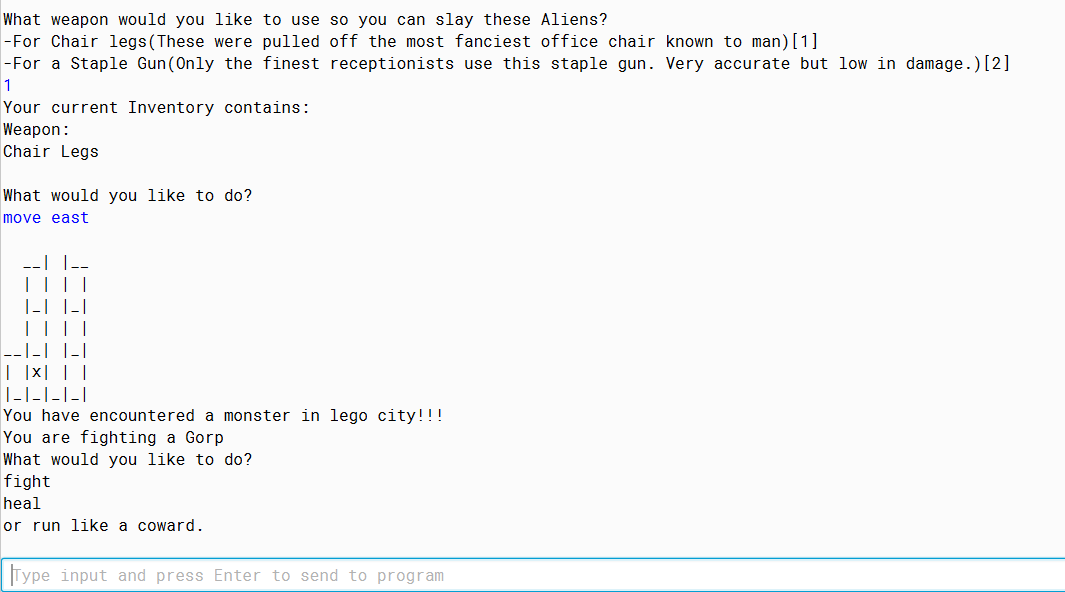 What weapon would you like to use so you can slay these Aliens?
-For Chair legs(These were pulled off the most fanciest office chair known to man)[1]
-For a Staple Gun(Only the finest receptionists use this staple gun. Very accurate but low in damage.)[2]
1
Your current Inventory contains:
Weapon:
Chair Legs
What would you like to do?
move east
  __| |__
  | | | |
  |_| |_|
  | | | |
__|_| |_|
| |x| | |
|_|_|_|_|
You have encountered a monster in lego city!!!
You are fighting a Gorp
What would you like to do?
fight
heal
or run like a coward.
Type input and press Enter to send to program